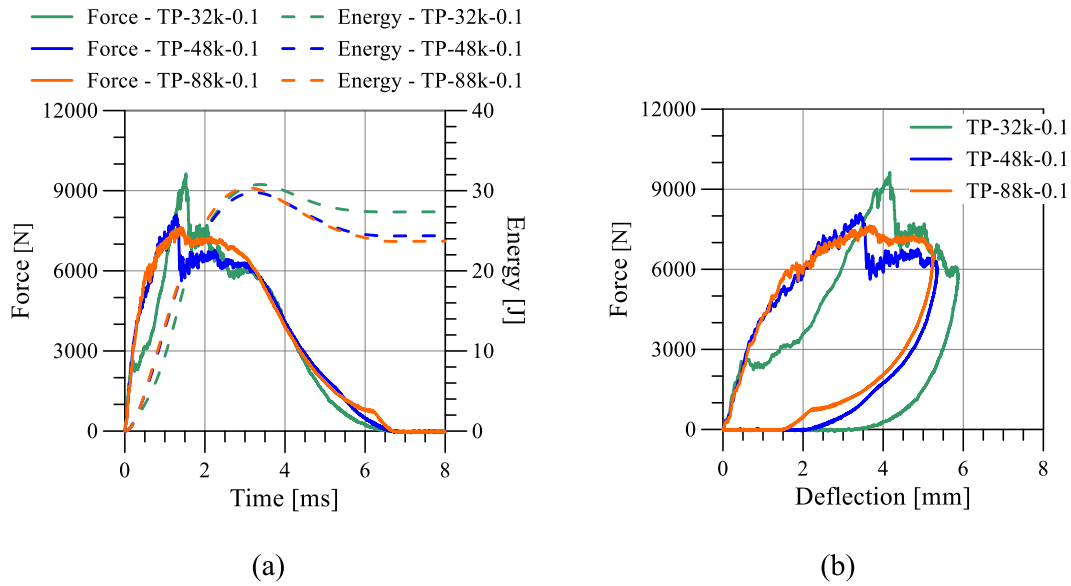 Force - TP-32k-0.1 Energy - TP-32k-0.1
Force - TP-48k-0.1 Energy - TP-48k-0.1
Force - TP-88k-0.1 Energy - TP-88k-0.1
12000 40
9000 30
6000 20
3000 10
0 0
Force [N]
Energy [J]
0 2 4 6 8
Time [ms]
(a)
12000
9000
6000
3000
0
Force [N]
TP-32k-0.1
TP-48k-0.1
TP-88k-0.1
0 2 4 6 8
Deflection [mm]
(b)